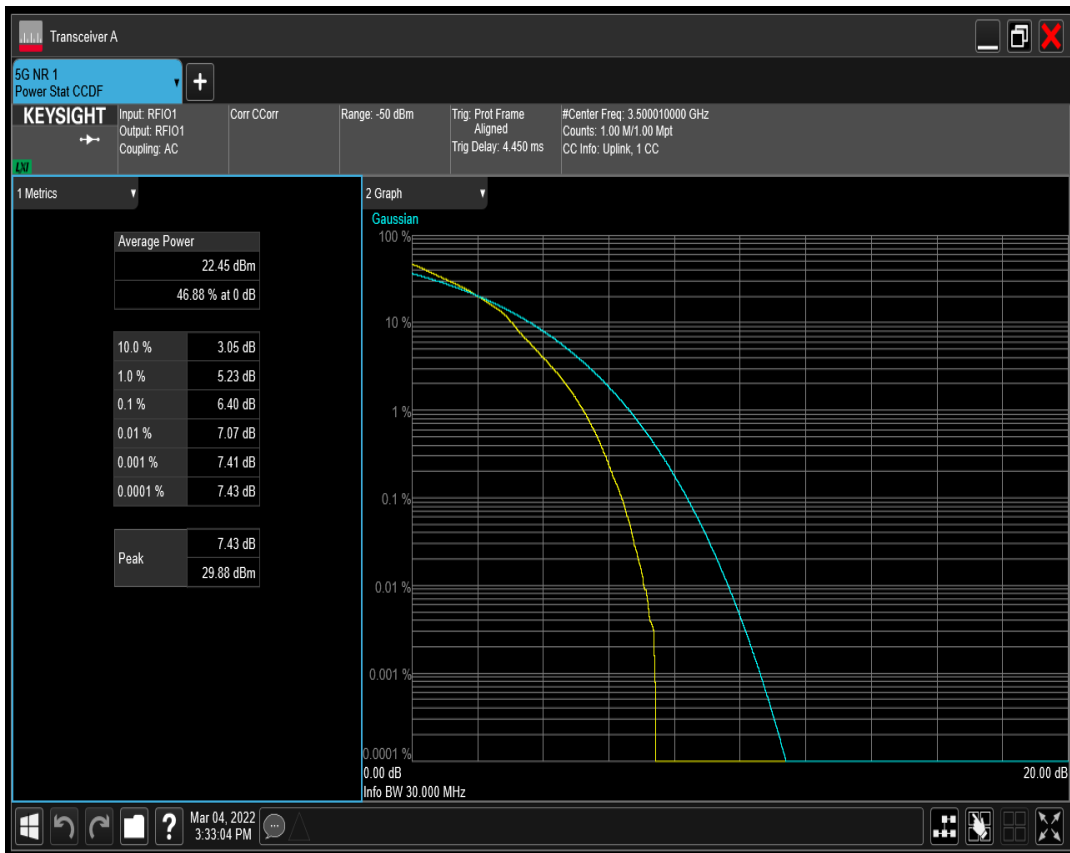 Transceiver A
5G NR 1
Power Stat CCDF
+
KEYSIGHT
LXI
Input: RFIO1
Output: RFIO1
Coupling: AC
Corr CCorr
Range: -50 dBm
Trig: Prot Frame
Aligned
Trig Delay: 4.450 ms
#Center Freq: 3.500010000 GHz
Counts: 1.00 M/1.00 Mpt
CC Info: Uplink, 1 CC
1 Metrics
Average Power
22.45 dBm
46.88 % at 0 dB
10.0 % 3.05 dB
1.0 % 5.23 dB
0.1 % 6.40 dB
0.01 % 7.07 dB
0.001 % 7.41 dB
0.0001 % 7.43 dB
Peak
7.43 dB
29.88 dBm
2 Graph
Gaussian
100 %
10 %
1 %
0.1 %
0.01 %
0.001 %
0.0001 %
0.00 dB
20.00 dB
Info BW 30.000 MHz
?
Mar 04, 2022
3:33:04 PM